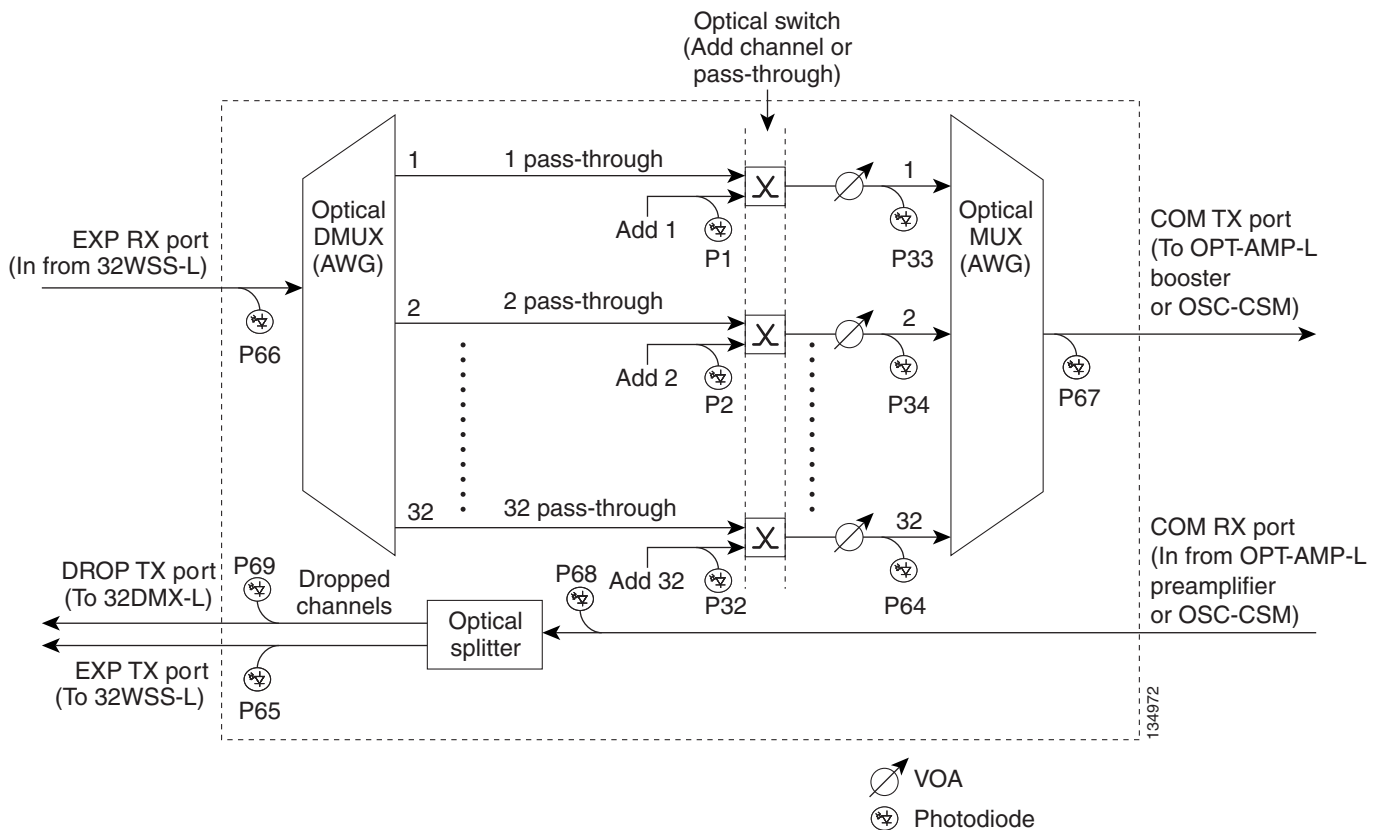 Optical switch
(Add channel or
pass-through)
1
1 pass-through
Add 1
P1
1
P33
Optical
DMUX
(AWG)
Optical
MUX
(AWG)
EXP RX port
(In from 32WSS-L)
P66
COM TX port
(To OPT-AMP-L
booster
or OSC-CSM)
2
2 pass-through
Add 2
P2
2
P34
P67
32
32 pass-through
Add 32
P32
32
P64
COM RX port
(In from OPT-AMP-L
preamplifier
or OSC-CSM)
DROP TX port
(To 32DMX-L)
P69
Dropped
channels
P68
Optical
splitter
EXP TX port
(To 32WSS-L)
P65
134972
VOA
Photodiode